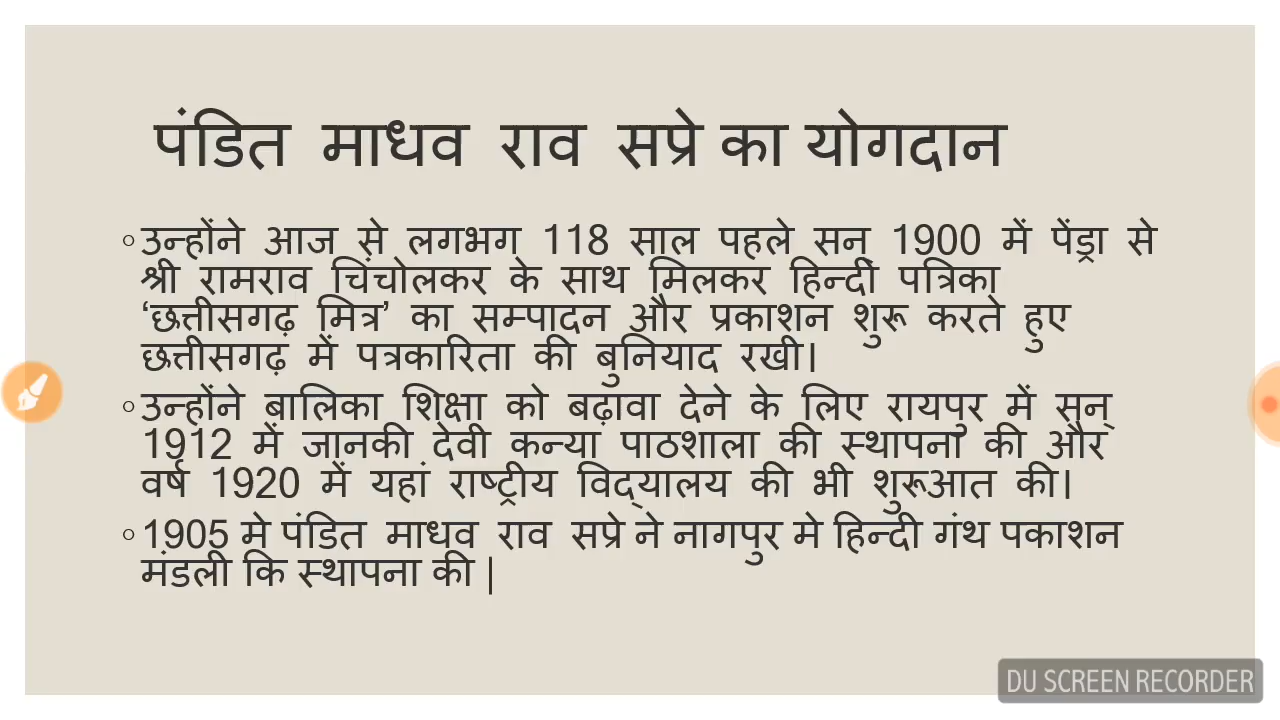 पंडित माधव राव सप्रे का योगदान
◦उन्होंने आज से लगभग 118 साल पहले सन् 1900 में पेंड्रा से
श्री रामराव चिंचोलकर के साथ मिलकर हिन्दी पत्रिका
‘छत्तीसगढ़ मित्र’ का सम्पादन और प्रकाशन शुरू करते हुए
छत्तीसगढ़ में पत्रकारिता की बुनियाद रखी।
◦उन्होंने बालिका शिक्षा को बढ़ावा देने के लिए रायपुर में सन्
1912 में जानकी देवी कन्या पाठशाला की स्थापना की और
वर्ष 1920 में यहां राष्ट्रीय विद्यालय की भी शुरूआत की।
◦1905 मे पंडित माधव राव सप्रे ने नागपुर मे हिन्दी गंथ पकाशन
मंडली कि स्थापना की |
DU SCREEN RECORDER